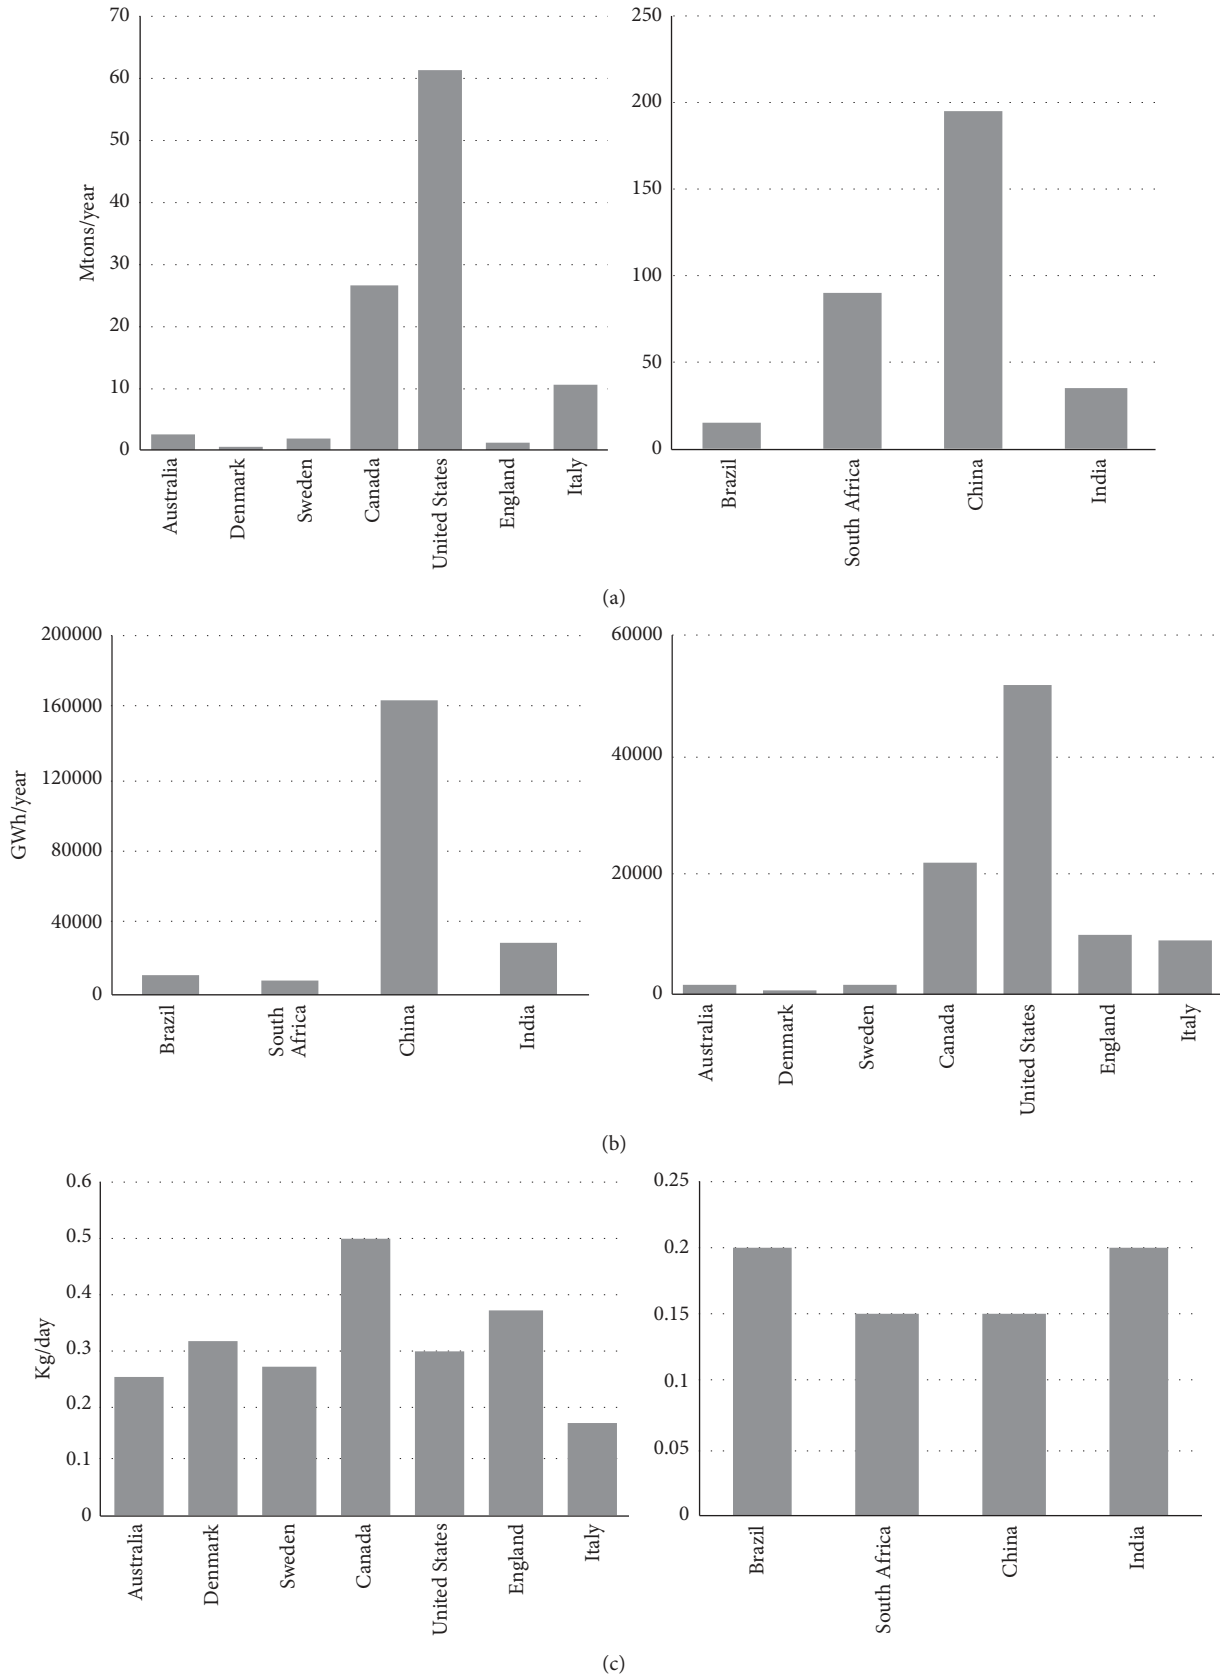 70
60
50
40
30
20
10
0
Mtons/year
Australia
Denmark
Sweden
Canada
United States
England
Italy
250
200
150
100
50
0
Brazil
South Africa
China
India
(a)
200000
160000
120000
80000
40000
0
GWh/year
Brazil
South
Africa
China
India
60000
40000
20000
0
Australia
Denmark
Sweden
Canada
United States
England
Italy
(b)
0.6
0.5
0.4
0.3
0.2
0.1
0
Kg/day
Australia
Denmark
Sweden
Canada
United States
England
Italy
0.25
0.2
0.15
0.1
0.05
0
Brazil
South Africa
China
India
(c)